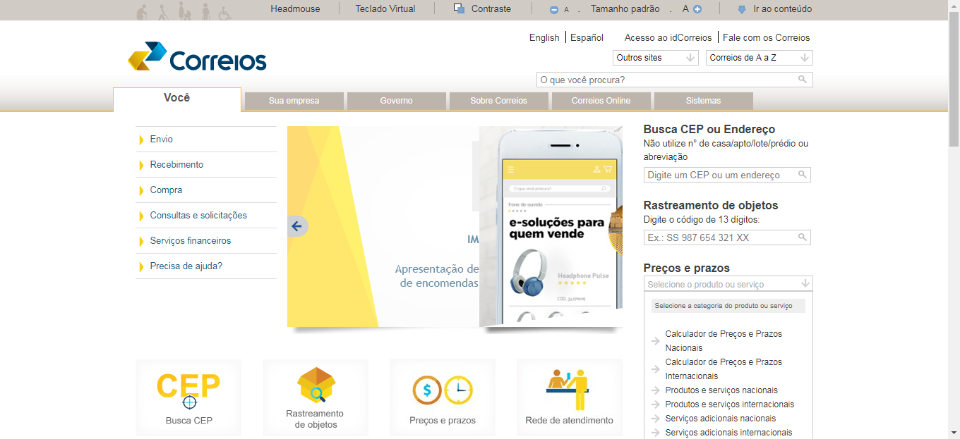 Headmouse
Teclado Virtual
Contraste
A . Tamanho padrão . A
Ir ao conteúdo
English
Español
Acesso ao idCorreios
Fale com os Correios
Correios
Outros sites
Correios de A a Z
O que você procura?
Você
Sua empresa
Governo
Sobre Correios
Correios Online
Sistemas
Envio
Recebimento
Compra
Consultas e solicitações
Serviços financeiros
Precisa de ajuda?
IM
Apresentação de
de encomendas
e-soluções para
quem vende
Headphone Pulse
Busca CEP ou Endereço
Não utilize nº de casa/apto/lote/prédio ou
abreviação
Digite um CEP ou um endereço
Rastreamento de objetos
Digite o código de 13 dígitos:
Ex.: SS 987 654 321 XX
Preços e prazos
Selecione o produto ou serviço
Selecione a categoria do produto ou serviço
Calculador de Preços e Prazos
Nacionais
Calculador de Preços e Prazos
Internacionais
Produtos e serviços nacionais
Produtos e serviços internacionais
Serviços adicionais nacionais
Serviços adicionais internacionais
CEP
Busca CEP
Rastreamento
de objetos
$
Preços e prazos
Rede de atendimento